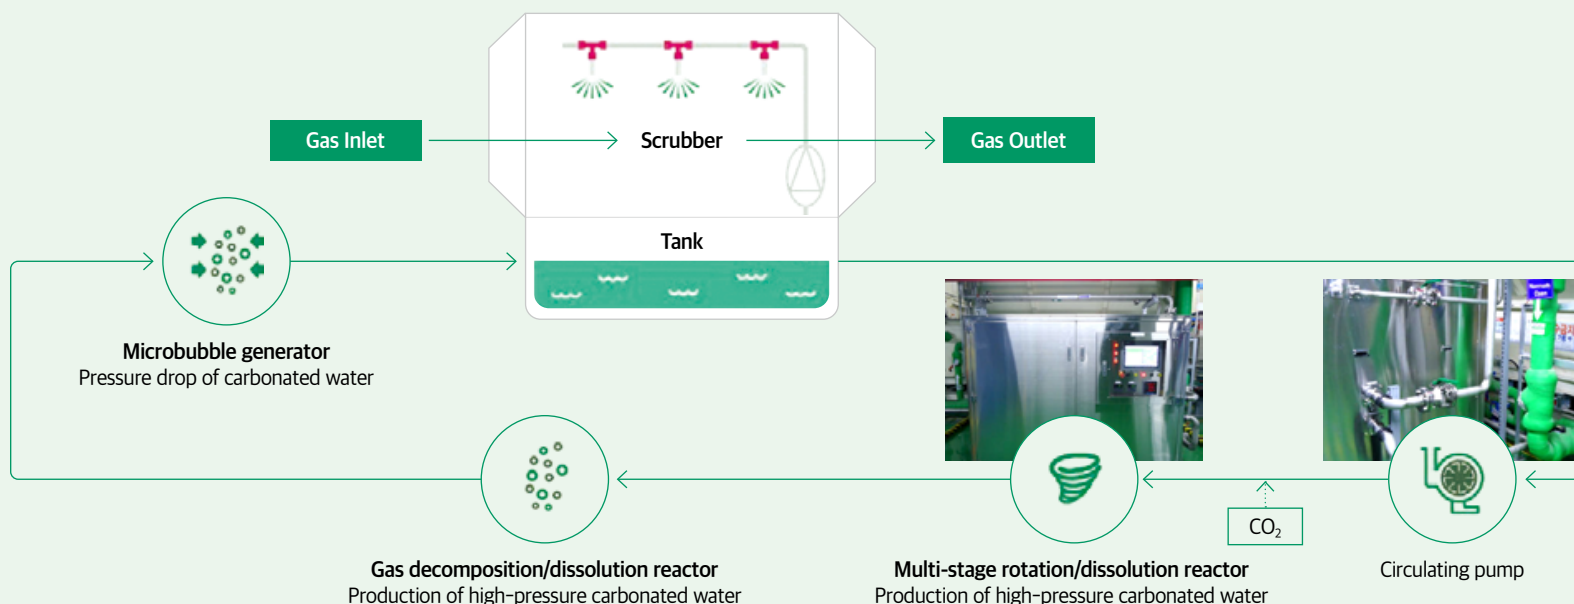 Gas Inlet
Scrubber
Gas Outlet
Tank
Microbubble generator
Pressure drop of carbonated water
CO₂
Gas decomposition/dissolution reactor
Production of high-pressure carbonated water
Multi-stage rotation/dissolution reactor
Production of high-pressure carbonated water
Circulating pump